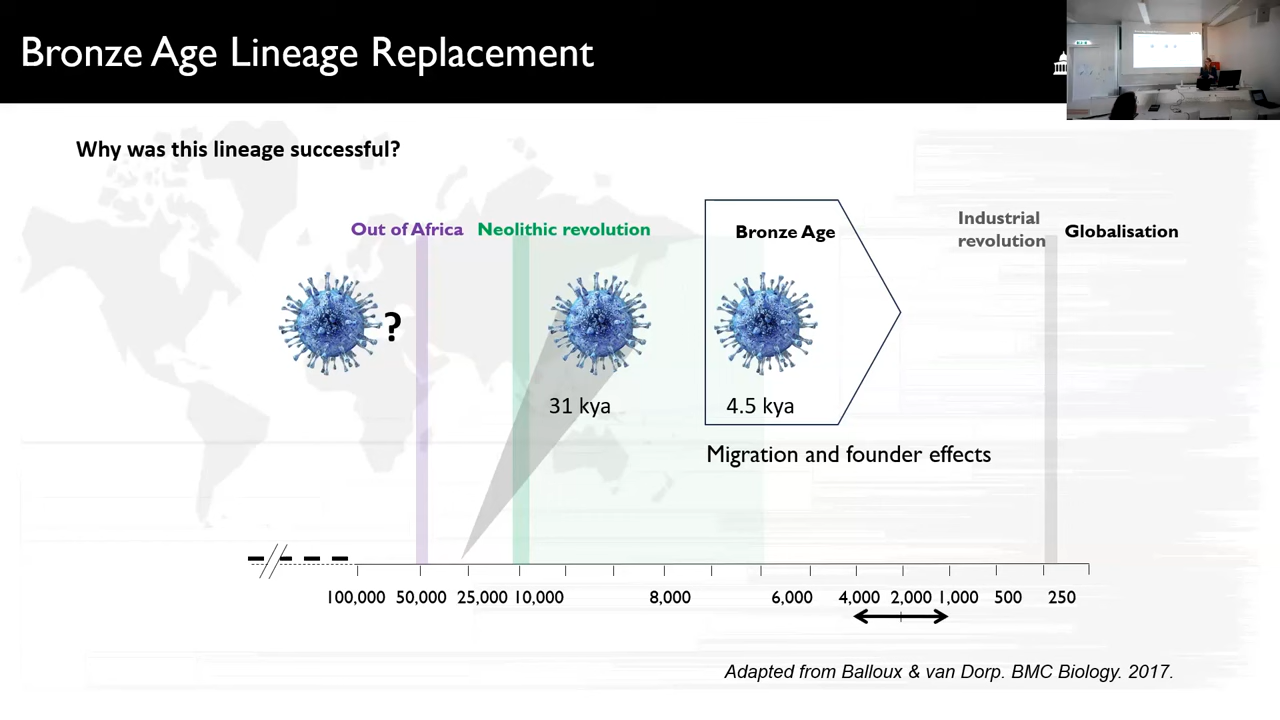 Bronze Age Lineage Replacement
Why was this lineage successful?
Out of Africa
Neolithic revolution
Bronze Age
Industrial
revolution
Globalisation
?
31 kya
4.5 kya
Migration and founder effects
100,000 50,000 25,000 10,000 8,000 6,000 4,000 2,000 1,000 500 250
Adapted from Balloux & van Dorp. BMC Biology. 2017.